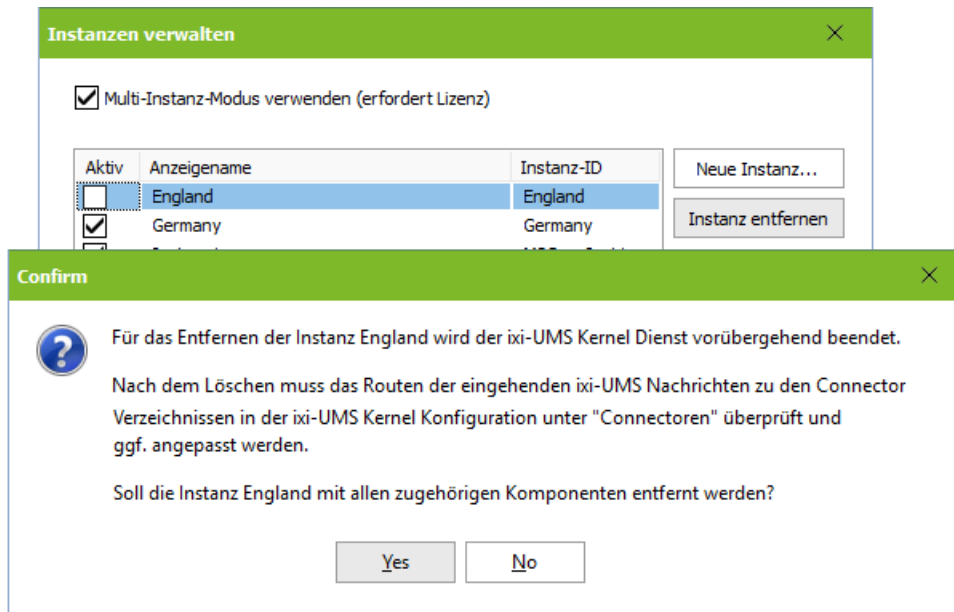 Instanzen verwalten
Multi-Instanz-Modus verwenden (erfordert Lizenz)
Aktiv Anzeigename Instanz-ID
Neue Instanz...
England England
Germany Germany
Instanz entfernen
Confirm
Für das Entfernen der Instanz England wird der ixi-UMS Kernel Dienst vorübergehend beendet.
Nach dem Löschen muss das Routen der eingehenden ixi-UMS Nachrichten zu den Connector
Verzeichnissen in der ixi-UMS Kernel Konfiguration unter "Connectoren" überprüft und
ggf. angepasst werden.
Soll die Instanz England mit allen zugehörigen Komponenten entfernt werden?
Yes No